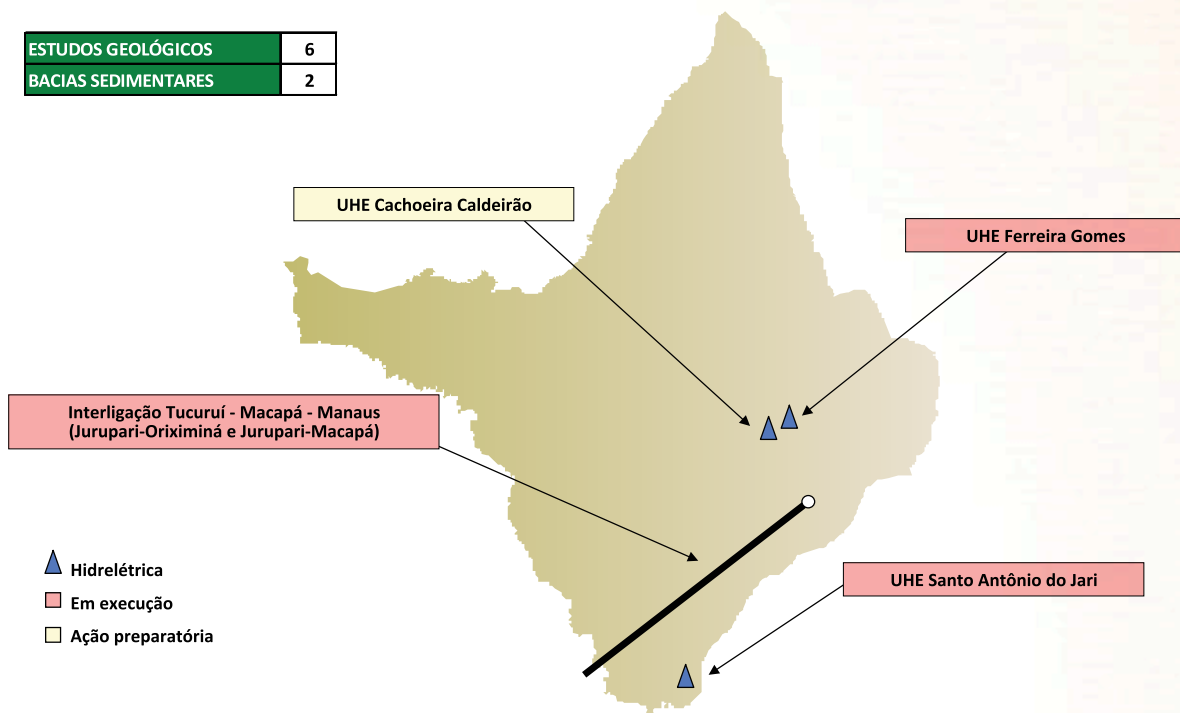 ESTUDOS GEOLÓGICOS 6
BACIAS SEDIMENTARES 2
UHE Cachoeira Caldeirão
UHE Ferreira Gomes
Interligação Tucuruí - Macapá - Manaus
(Jurupari-Oriximiná e Jurupari-Macapá)
UHE Santo Antônio do Jari
Hidrelétrica
Em execução
Ação preparatória